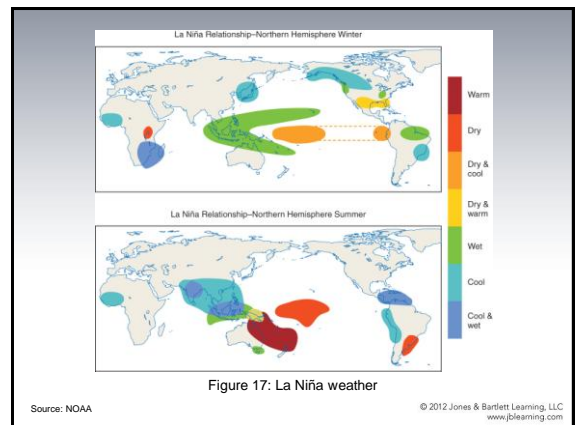 La Niña Relationship–Northern Hemisphere Winter
Warm
Dry
Dry &
cool
Dry &
warm
Wet
Cool
Cool &
wet
La Niña Relationship–Northern Hemisphere Summer
Figure 17: La Niña weather
Source: NOAA
© 2012 Jones & Bartlett Learning, LLC
www.jblearning.com